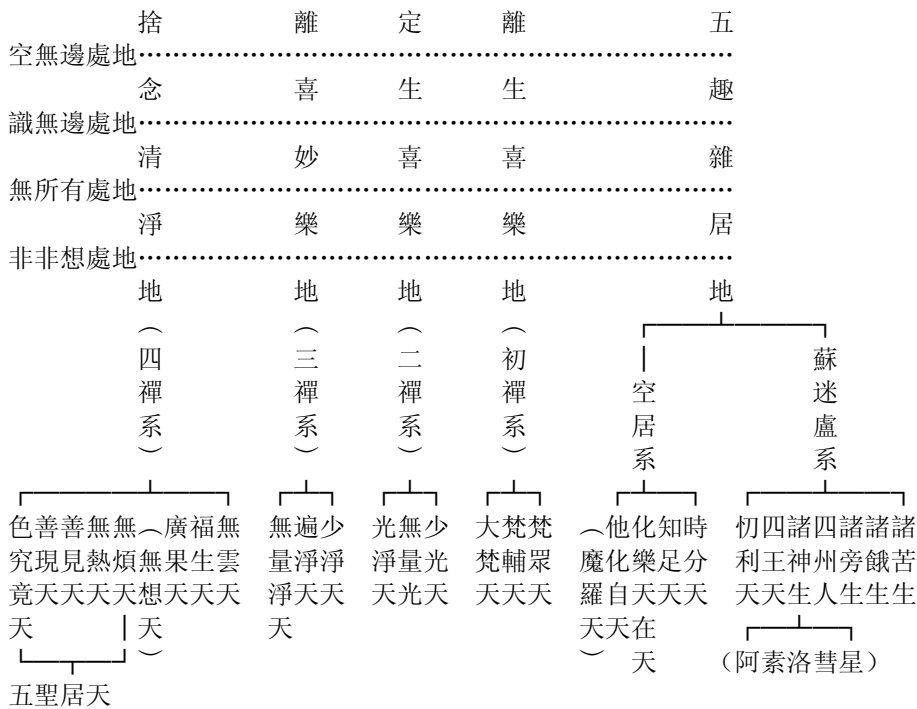 五趣雜居地
離生喜樂地（初禪系）
定生喜樂地（二禪系）
離喜妙樂地（三禪系）
捨念清淨地（四禪系）
空無邊處地
識無邊處地
無所有處地
非非想處地
蘇迷盧系
諸苦生
諸餓生
諸旁生
四州人
諸神生
四王天
忉利天
（阿素洛彗星）
空居系
時分天
知足天
化樂天在天
他化自天
（魔羅天）
梵眾天
梵輔天
大梵天
少光天
無量光
光淨天
少淨天
遍淨天
無量淨天
無雲天
福生天
廣果天
（無想天）
無煩天
無熱天
善見天
善現天
色究竟天
五聖居天